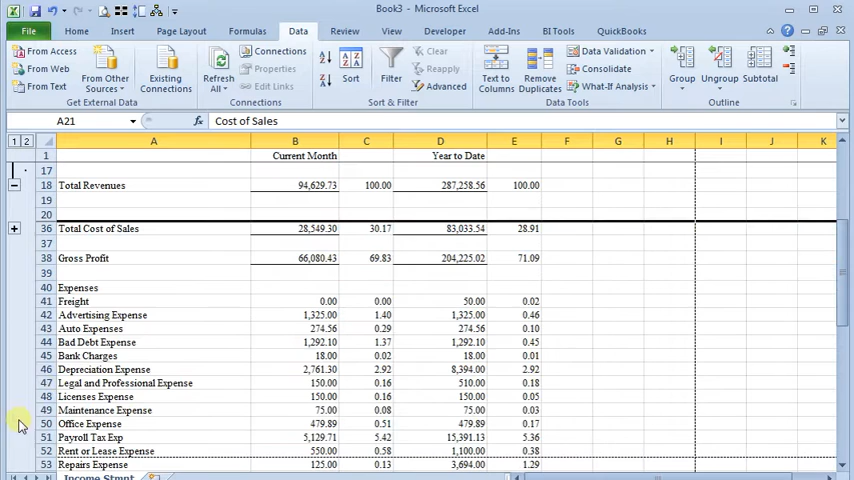 Book3 - Microsoft Excel
File Home Insert Page Layout Formulas Data Review View Developer Add-Ins BI Tools QuickBooks
From Access
From Web
From Text
From Other Sources
Existing Connections
Get External Data
Refresh All
Connections
Properties
Edit Links
Connections
Sort
Filter
Clear
Reapply
Advanced
Sort & Filter
Text to Columns
Remove Duplicates
Data Validation
Consolidate
What-If Analysis
Data Tools
Group
Ungroup
Subtotal
Outline
A21 fx Cost of Sales
1 2 A B C D E F G H I J K
1 Current Month Year to Date
17
18 Total Revenues 94,629.73 100.00 287,258.56 100.00
19
20
36 Total Cost of Sales 28,549.30 30.17 83,033.54 28.91
37
38 Gross Profit 66,080.43 69.83 204,225.02 71.09
39
40 Expenses
41 Freight 0.00 0.00 50.00 0.02
42 Advertising Expense 1,325.00 1.40 1,325.00 0.46
43 Auto Expenses 274.56 0.29 274.56 0.10
44 Bad Debt Expense 1,292.10 1.37 1,292.10 0.45
45 Bank Charges 18.00 0.02 18.00 0.01
46 Depreciation Expense 2,761.30 2.92 8,394.00 2.92
47 Legal and Professional Expense 150.00 0.16 510.00 0.18
48 Licenses Expense 150.00 0.16 150.00 0.05
49 Maintenance Expense 75.00 0.08 75.00 0.03
50 Office Expense 479.89 0.51 479.89 0.17
51 Payroll Tax Exp 5,129.71 5.42 15,391.13 5.36
52 Rent or Lease Expense 550.00 0.58 1,100.00 0.38
53 Repairs Expense 125.00 0.13 3,694.00 1.29
Income Stmnt